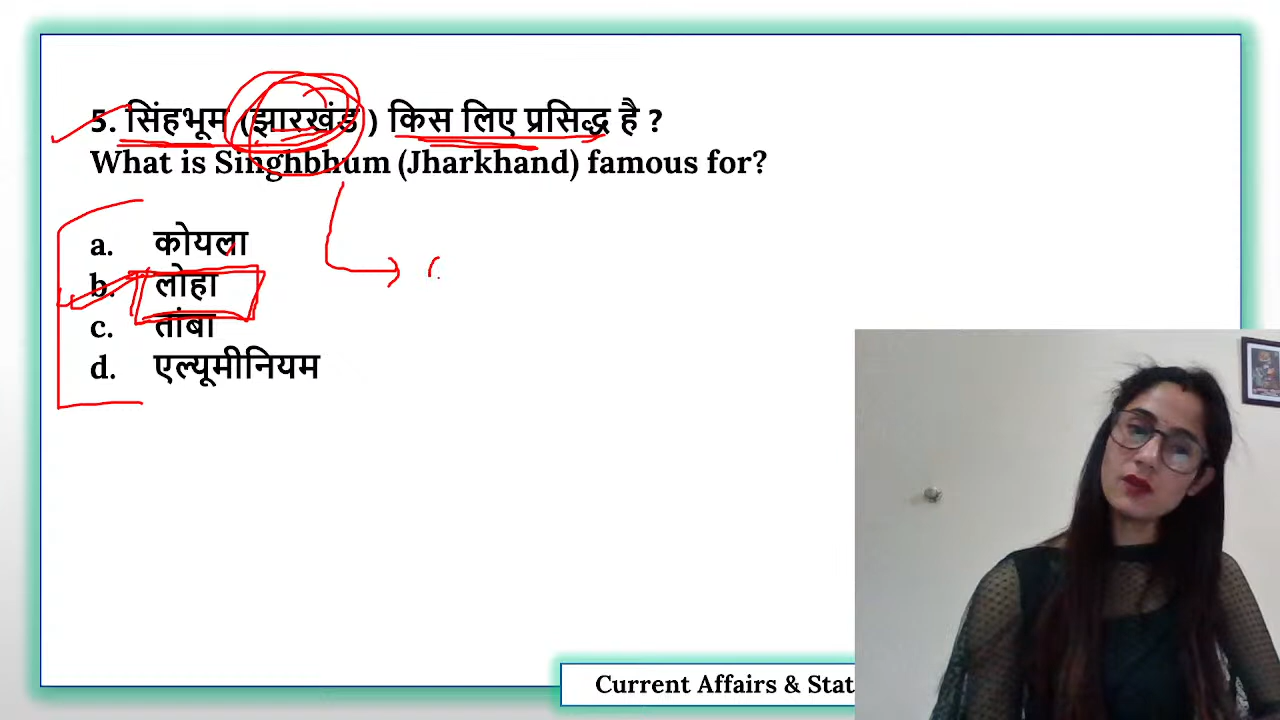 5. सिंहभूम (झारखंड ) किस लिए प्रसिद्ध है ?
What is Singhbhum (Jharkhand) famous for?
a. कोयला
b. लोहा
c. तांबा
d. एल्यूमीनियम
Current Affairs & Stat